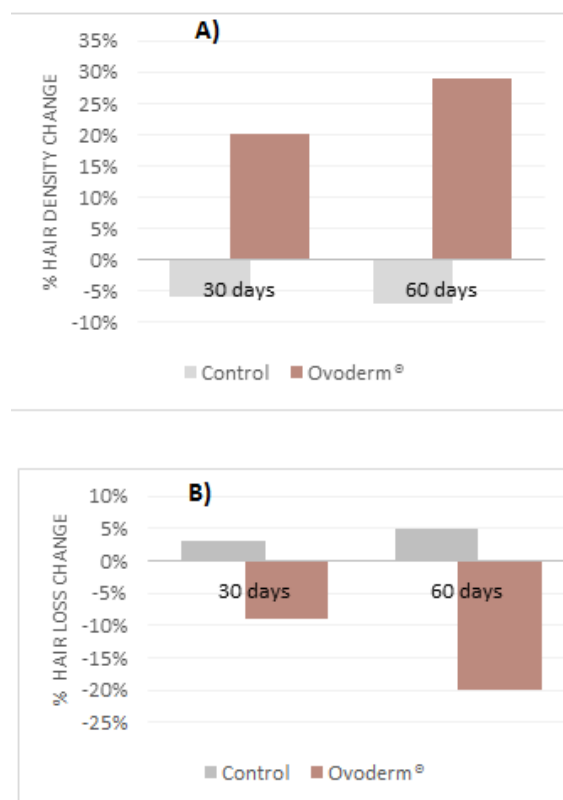 A)
% HAIR DENSITY CHANGE
35%
30%
25%
20%
15%
10%
5%
0%
-5%
-10%
30 days 60 days
Control Ovoderm®
B)
% HAIR LOSS CHANGE
10%
5%
0%
-5%
-10%
-15%
-20%
-25%
30 days 60 days
Control Ovoderm®